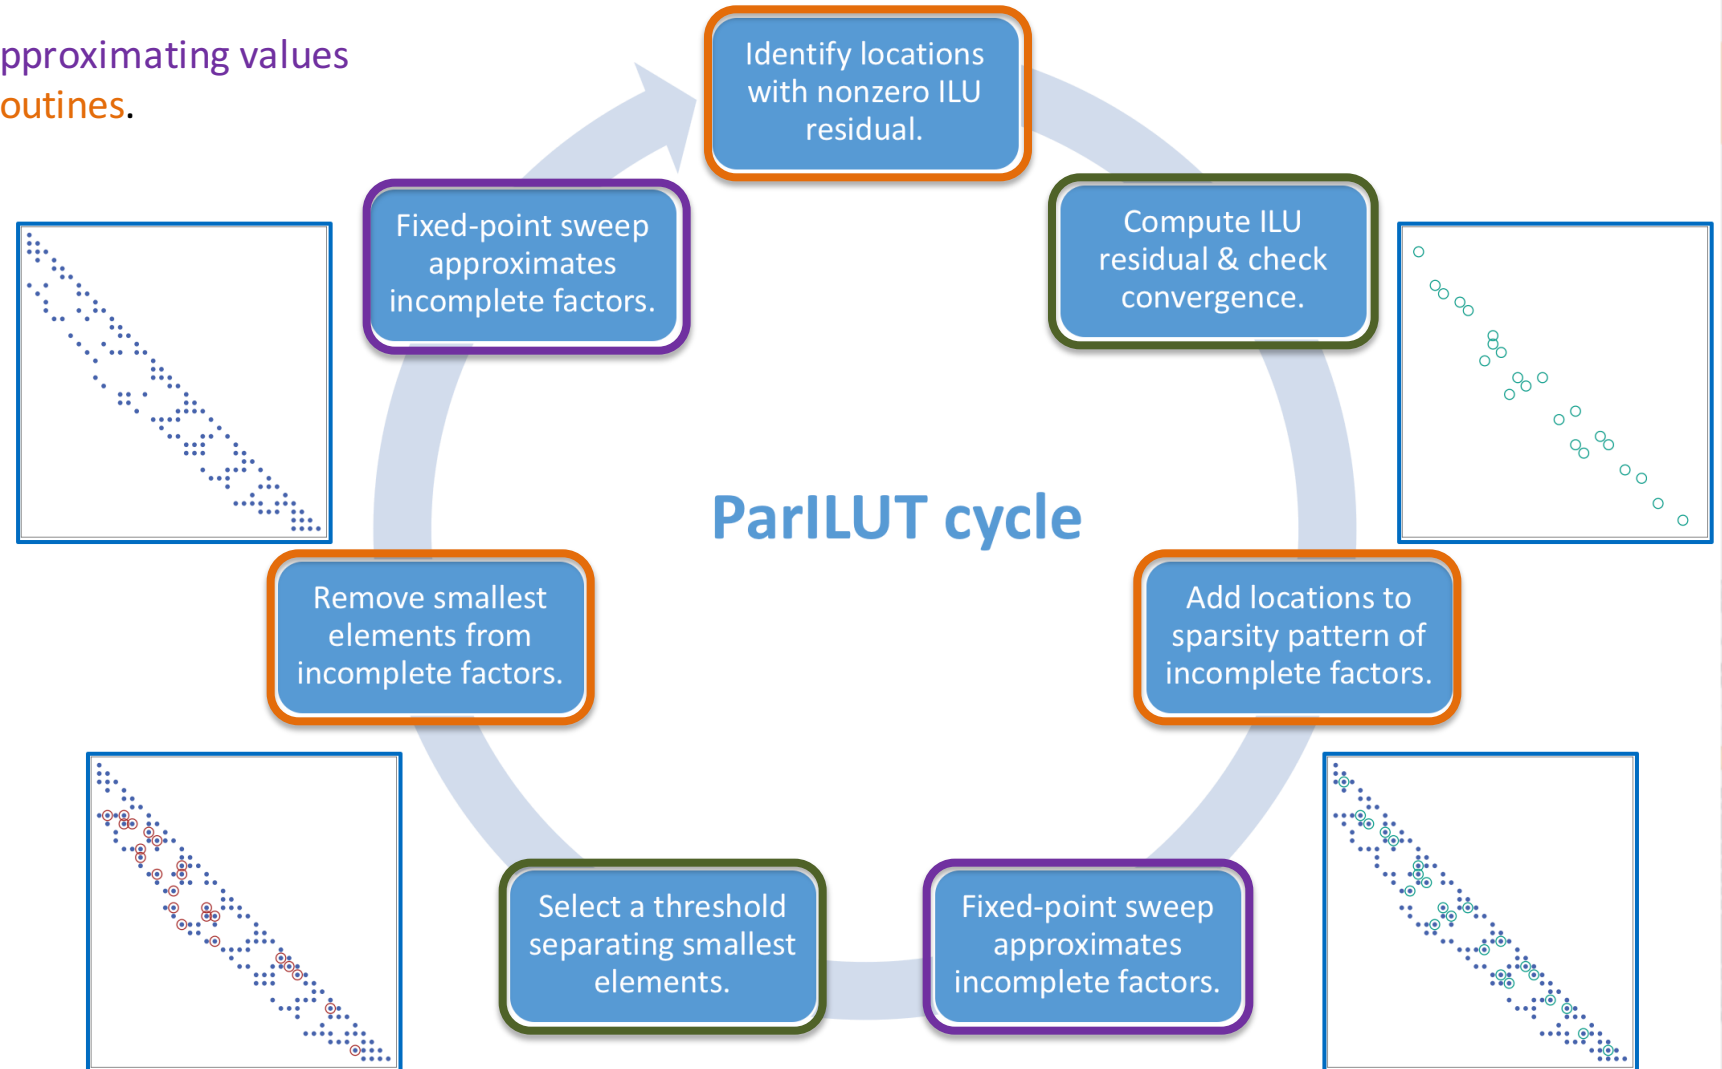 pproximating values
outines.
Identify locations
with nonzero ILU
residual.
Compute ILU
residual & check
convergence.
Add locations to
sparsity pattern of
incomplete factors.
Fixed-point sweep
approximates
incomplete factors.
Select a threshold
separating smallest
elements.
Remove smallest
elements from
incomplete factors.
Fixed-point sweep
approximates
incomplete factors.
ParILUT cycle